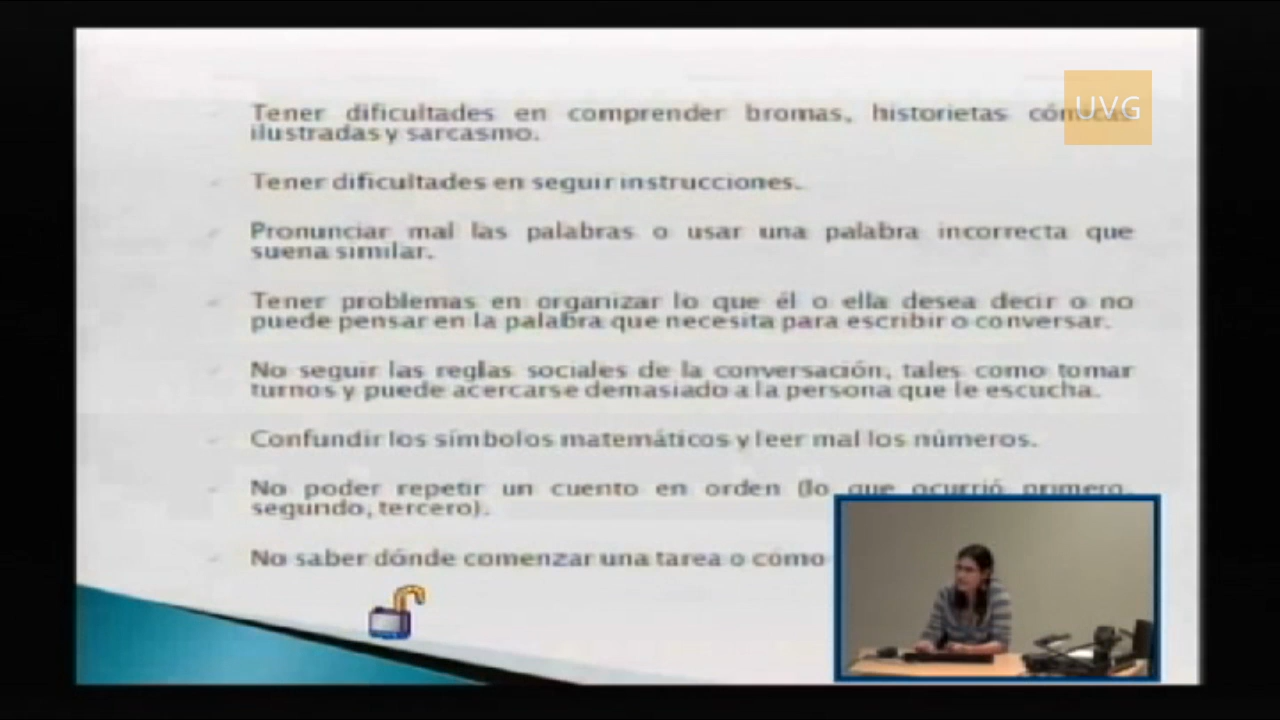 Tener dificultades en comprender bromas, historietas cómicas
ilustradas y sarcasmo.
UVG
Tener dificultades en seguir instrucciones.
Pronunciar mal las palabras o usar una palabra incorrecta que
suena similar.
Tener problemas en organizar lo que él o ella desea decir o no
puede pensar en la palabra que necesita para escribir o conversar.
No seguir las reglas sociales de la conversación, tales como tomar
turnos y puede acercarse demasiado a la persona que le escucha.
Confundir los símbolos matemáticos y leer mal los números.
No poder repetir un cuento en orden (lo que ocurrió primero,
segundo, tercero).
No saber dónde comenzar una tarea o cómo